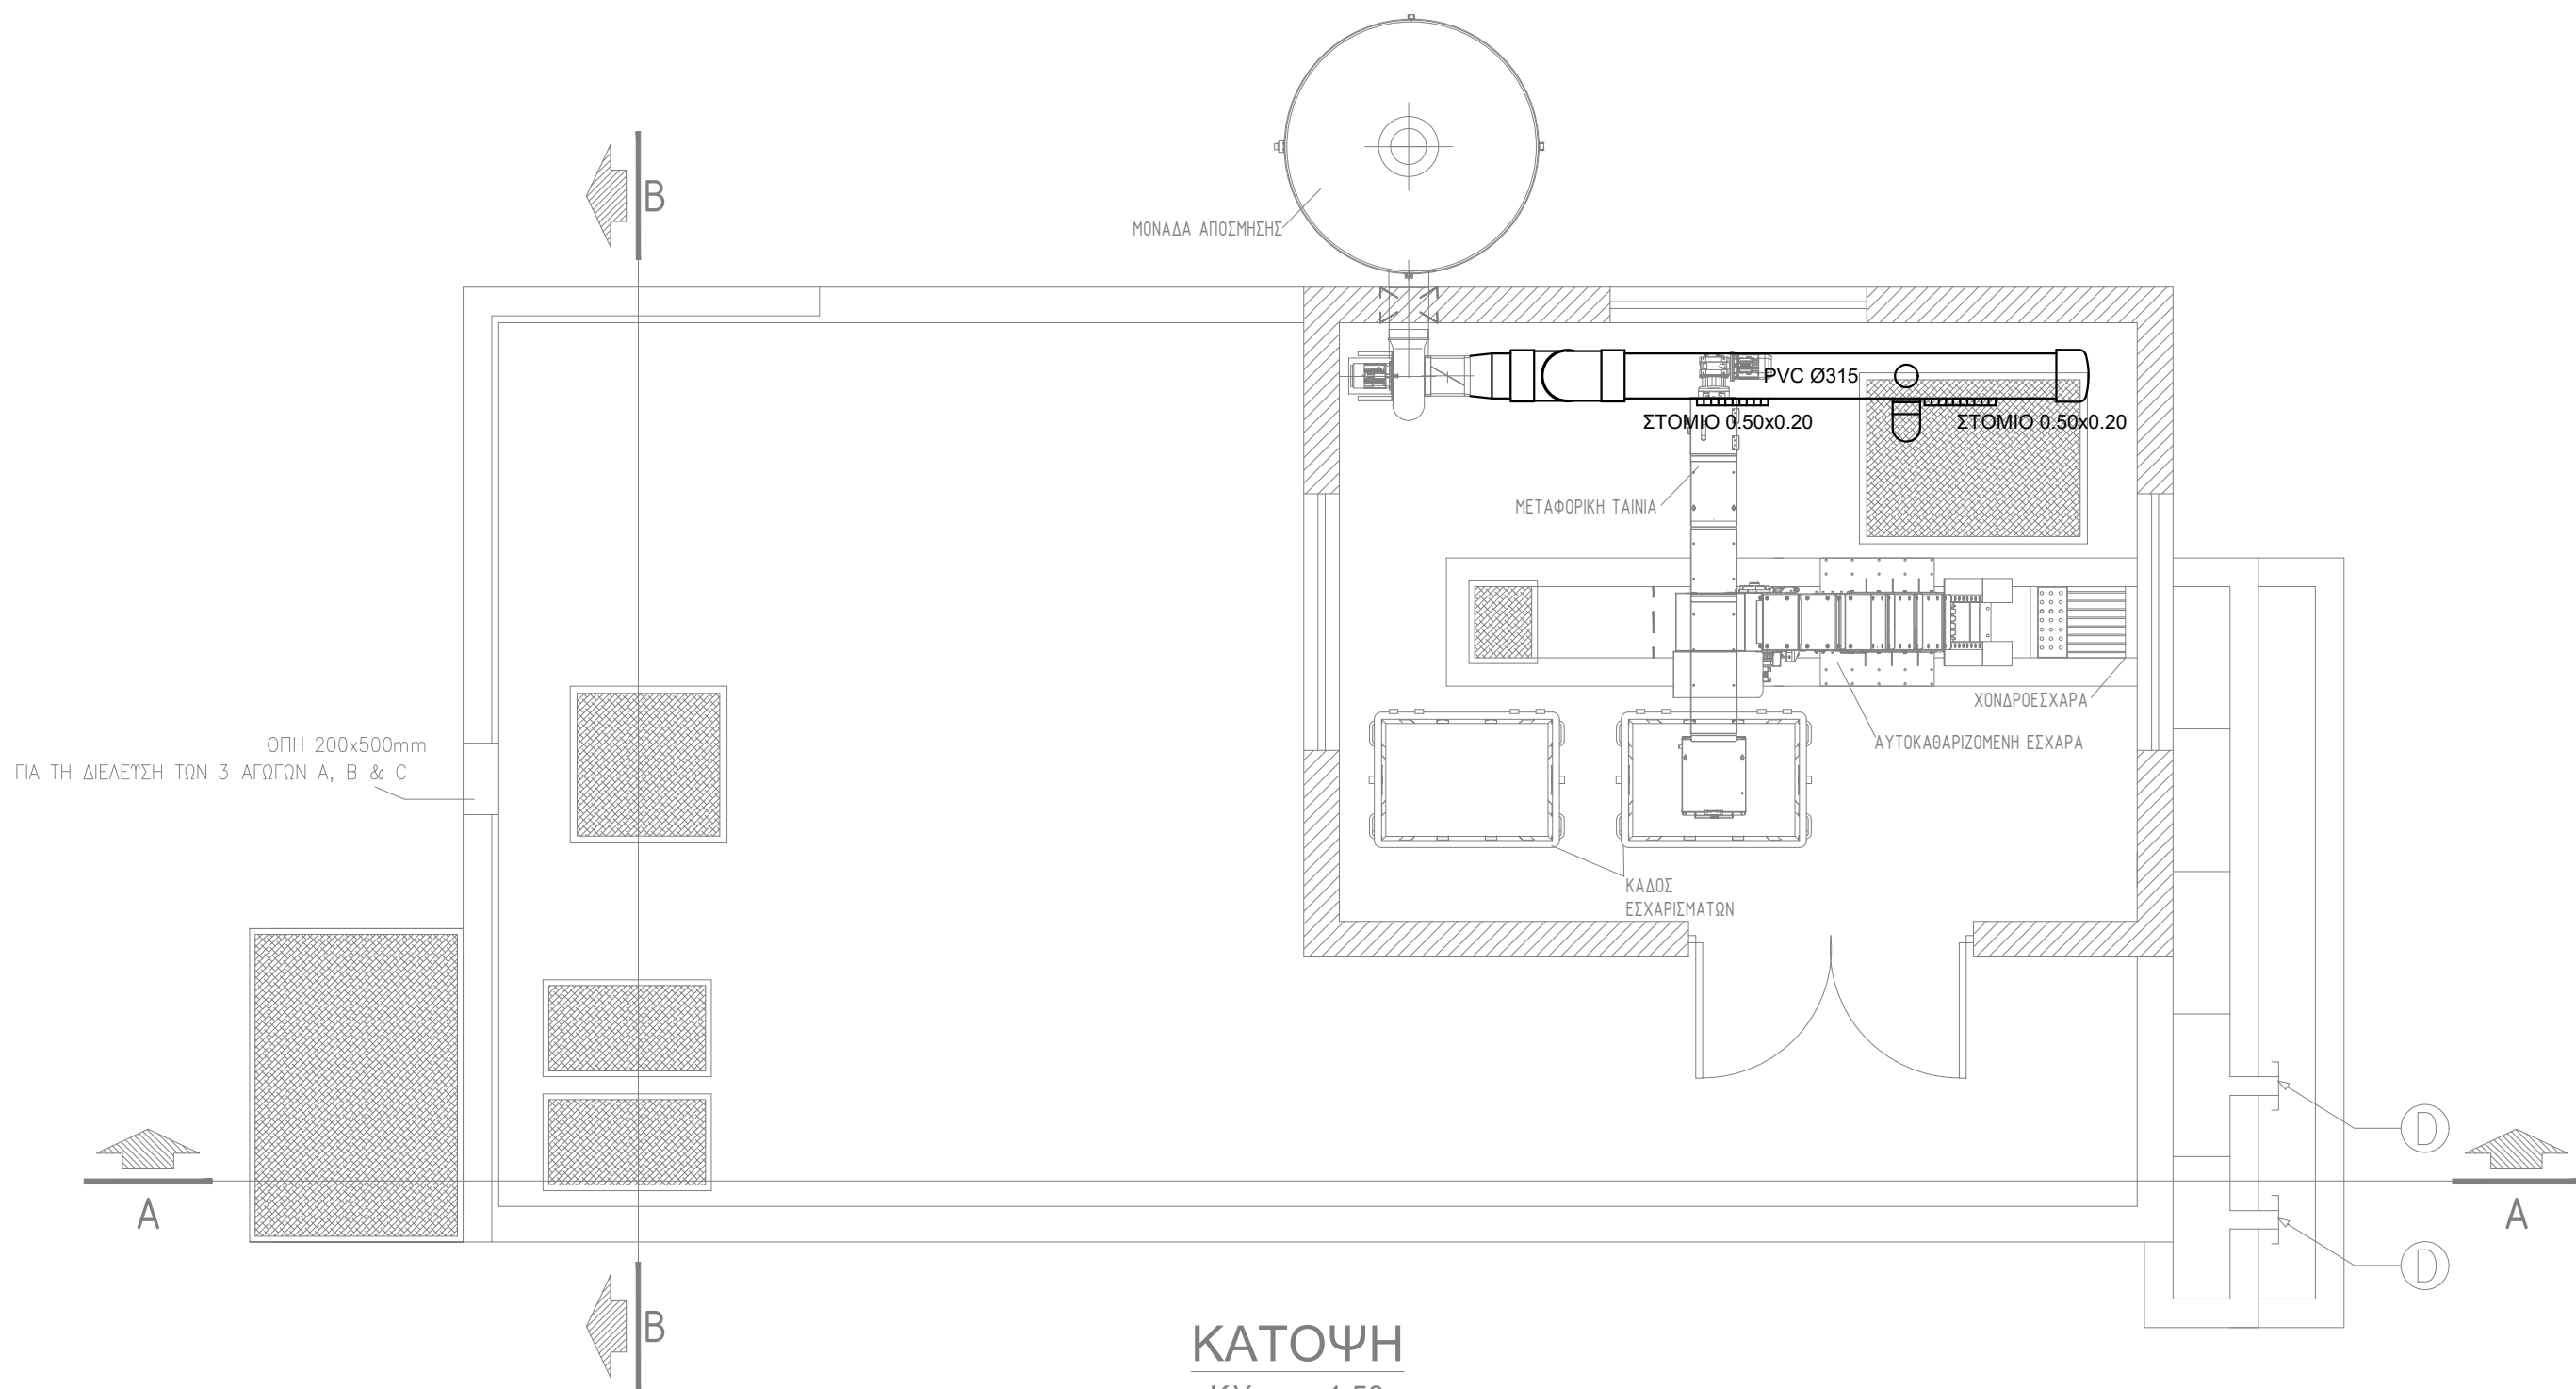 B
ΜΟΝΑΔΑ ΑΠΟΣΜΗΣΗΣ
PVC Ø315
ΣΤΟΜΙΟ 0.50x0.20
ΣΤΟΜΙΟ 0.50x0.20
ΜΕΤΑΦΟΡΙΚΗ ΤΑΙΝΙΑ
ΧΟΝΔΡΟΕΣΧΑΡΑ
ΑΥΤΟΚΑΘΑΡΙΖΟΜΕΝΗ ΕΣΧΑΡΑ
ΟΠΗ 200x500mm
ΓΙΑ ΤΗ ΔΙΕΛΕΥΣΗ ΤΩΝ 3 ΑΓΩΓΩΝ Α, Β & C
ΚΑΔΟΣ
ΕΣΧΑΡΙΣΜΑΤΩΝ
D
A
A
D
B
ΚΑΤΟΨΗ